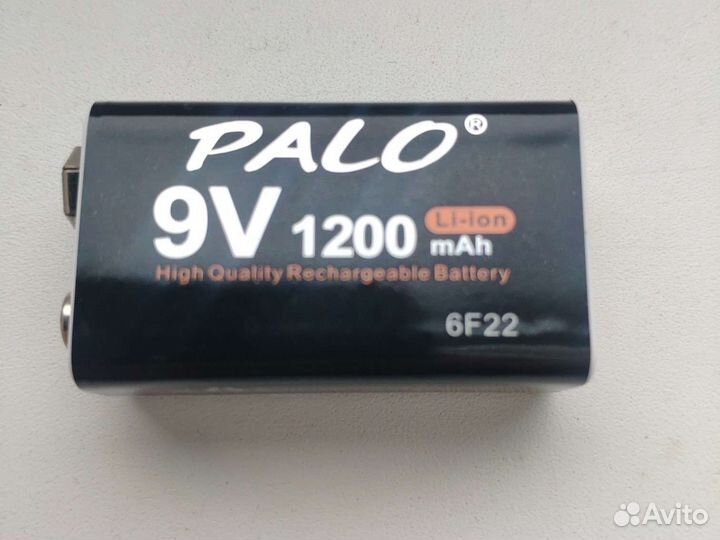 PALO®
9V 1200 mAh Li-ion
High Quality Rechargeable Battery
6F22
Avito